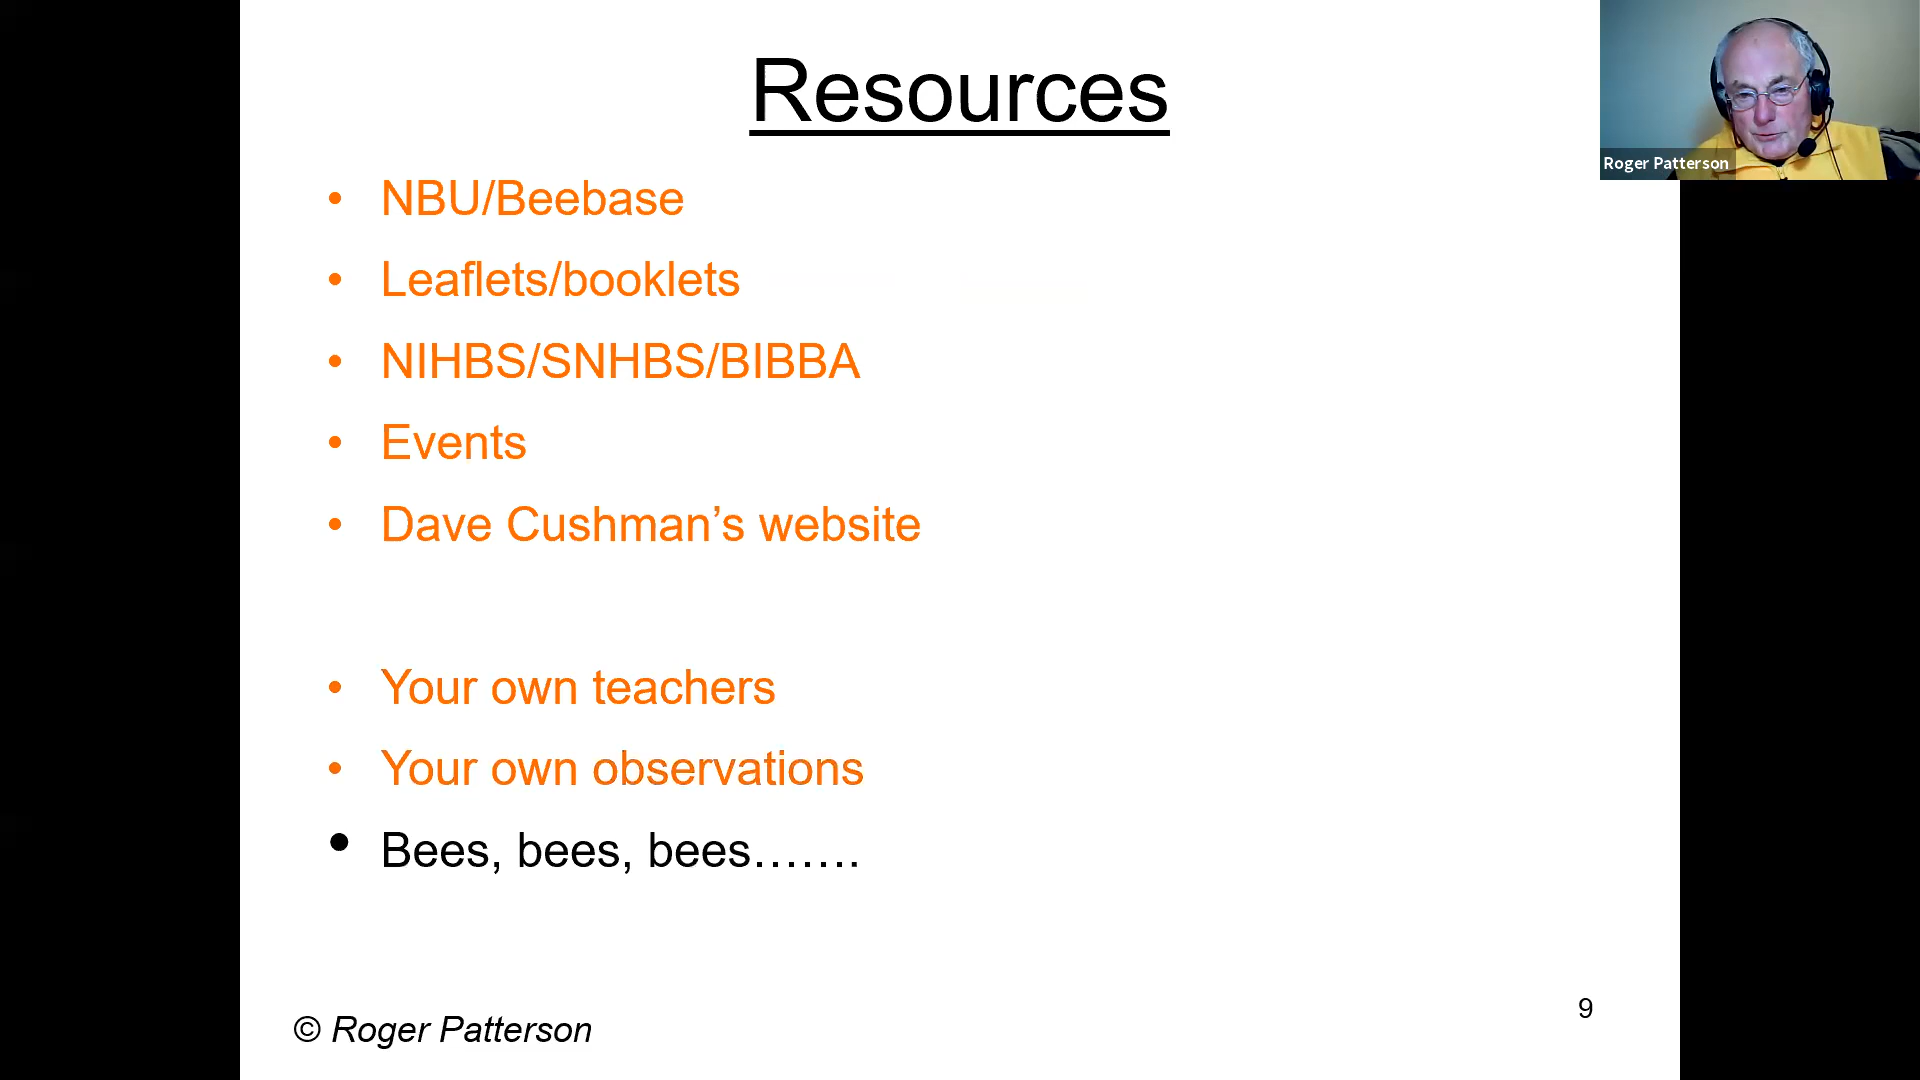 Resources
Roger Patterson
• NBU/Beebase
• Leaflets/booklets
• NIHBS/SNHBS/BIBBA
• Events
• Dave Cushman’s website
• Your own teachers
• Your own observations
• Bees, bees, bees…….
9
© Roger Patterson